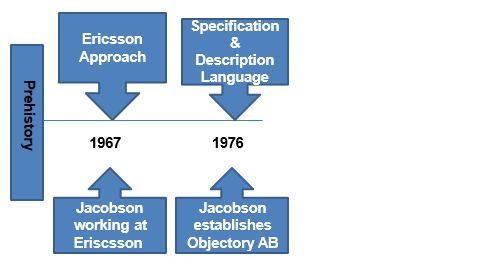 Prehistory
Ericsson
Approach
Specification
&
Description
Language
1967
1976
Jacobson
working at
Eriscsson
Jacobson
establishes
Objectory AB